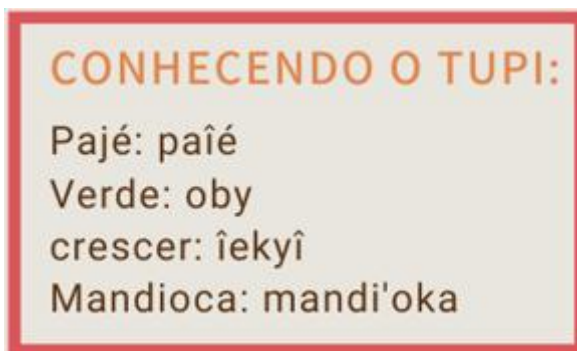 CONHECENDO O TUPI:
Pajé: paîé
Verde: oby
crescer: îekyî
Mandioca: mandi'oka